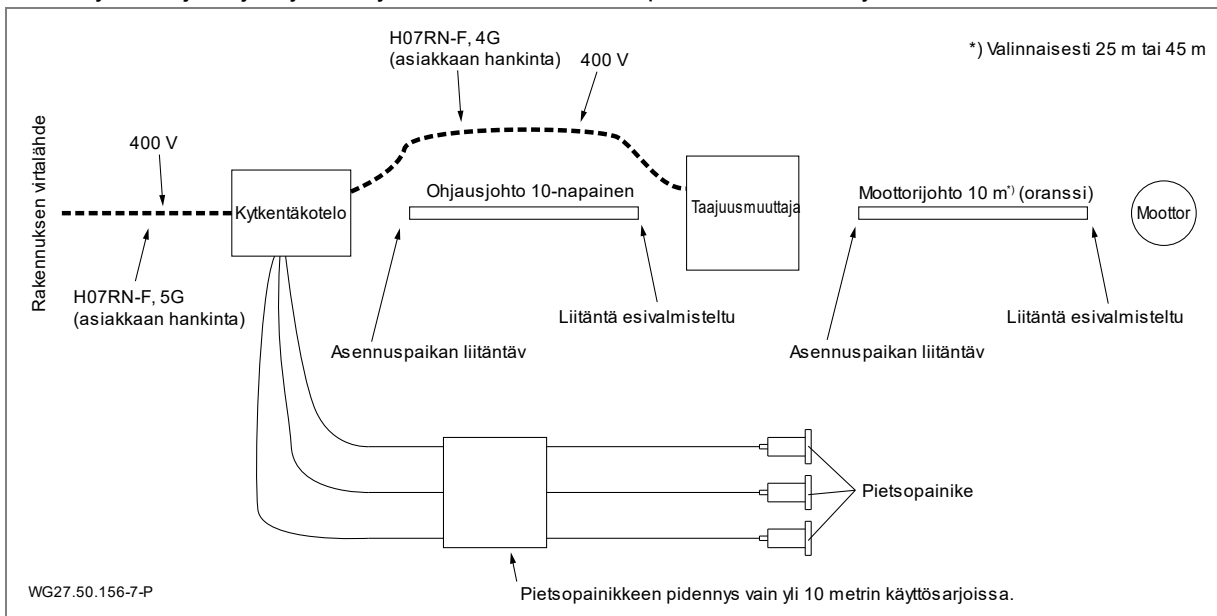 H07RN-F, 4G
(asiakkaan hankinta)
400 V
*) Valinnaisesti 25 m tai 45 m
Rakennuksen virtalähde
400 V
Kytkentäkotelo
Ohjausjohto 10-napainen
Taajuusmuuttaja
Moottorijohto 10 m*) (oranssi)
Moottor
H07RN-F, 5G
(asiakkaan hankinta)
Liitäntä esivalmisteltu
Liitäntä esivalmisteltu
Asennuspaikan liitäntäv
Asennuspaikan liitäntäv
Pietsopainike
WG27.50.156-7-P
Pietsopainikkeen pidennys vain yli 10 metrin käyttösarjoissa.